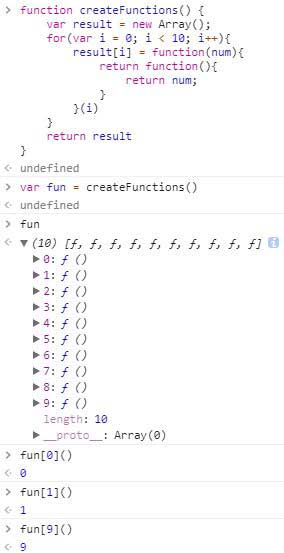 > function createFunctions() {
      var result = new Array();
      for(var i = 0; i < 10; i++){
          result[i] = function(num){
              return function(){
                  return num;
              }
          }(i)
      }
      return result
  }
< undefined
> var fun = createFunctions()
< undefined
> fun
< ▼ (10) [ƒ, ƒ, ƒ, ƒ, ƒ, ƒ, ƒ, ƒ, ƒ, ƒ] i
▶ 0: ƒ ()
▶ 1: ƒ ()
▶ 2: ƒ ()
▶ 3: ƒ ()
▶ 4: ƒ ()
▶ 5: ƒ ()
▶ 6: ƒ ()
▶ 7: ƒ ()
▶ 8: ƒ ()
▶ 9: ƒ ()
length: 10
▶ __proto__: Array(0)
> fun[0]()
< 0
> fun[1]()
< 1
> fun[9]()
< 9